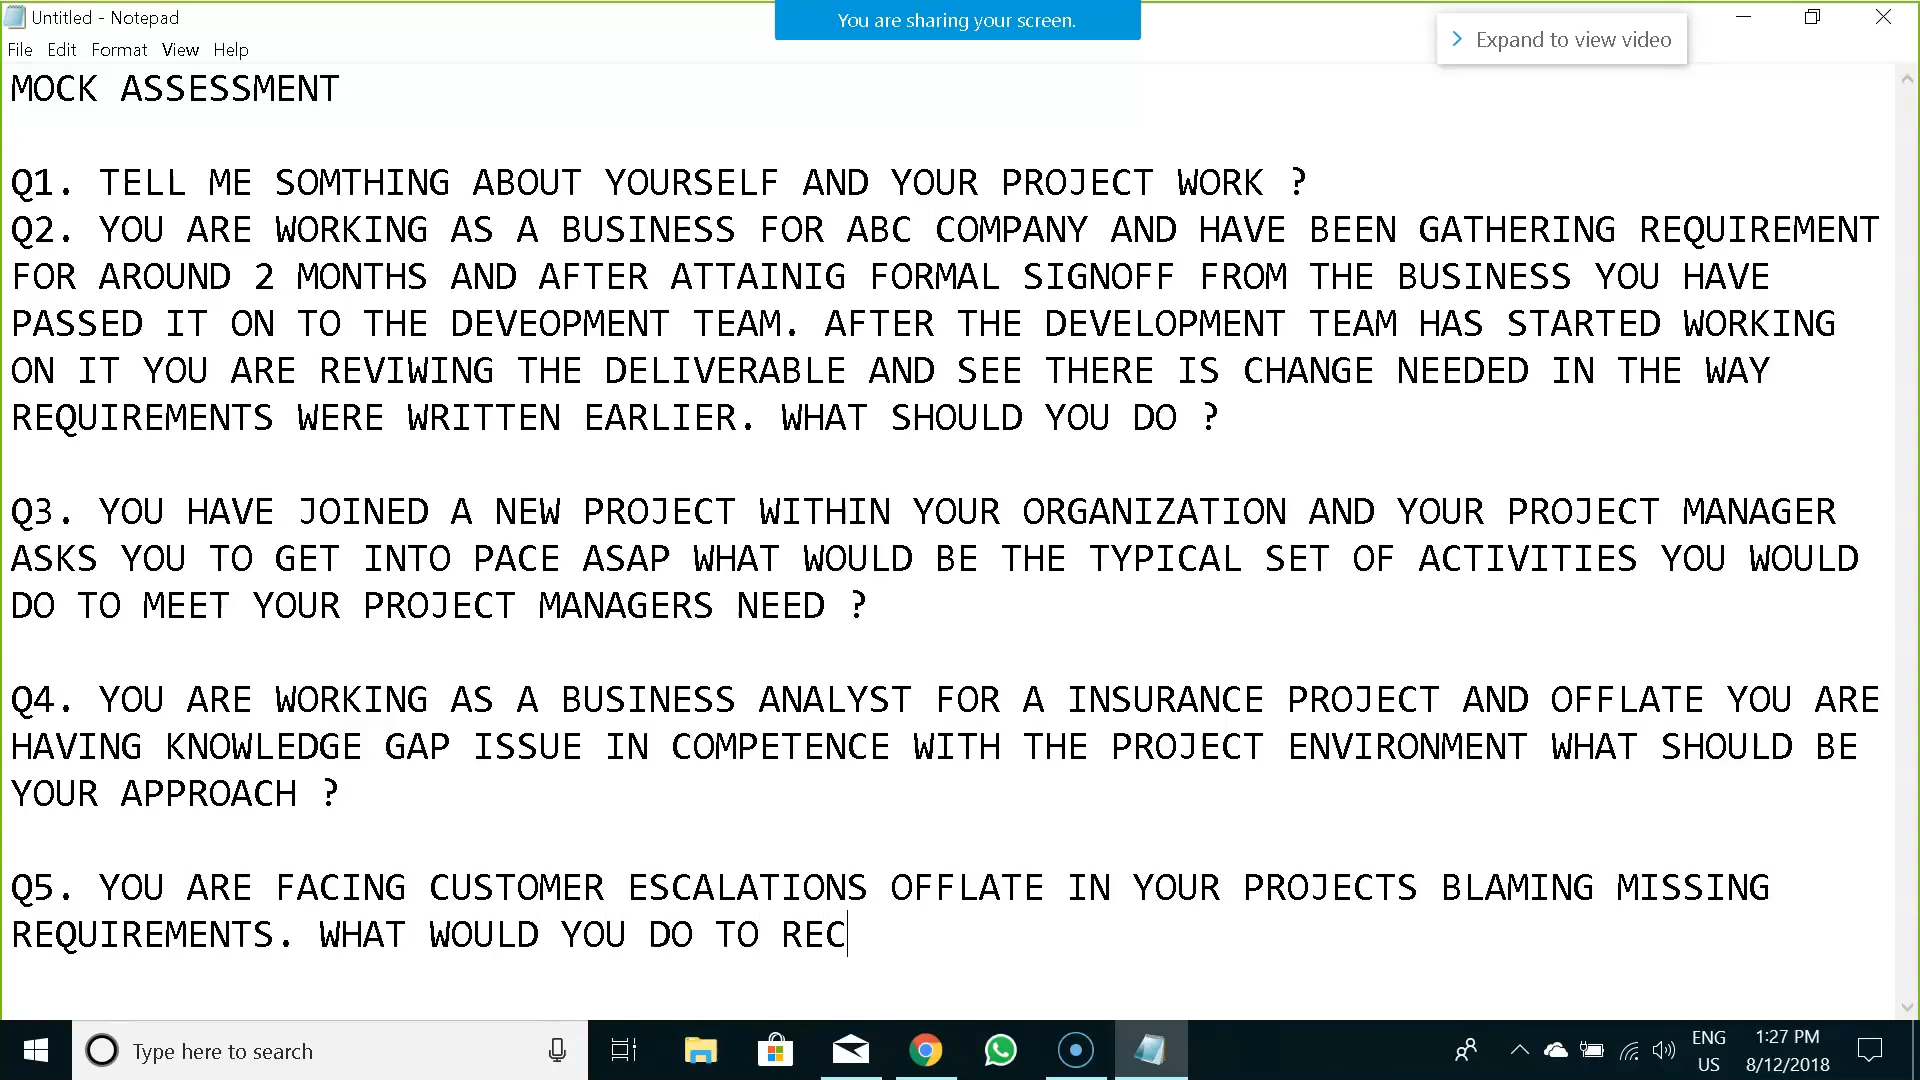 Untitled - Notepad
You are sharing your screen.
Expand to view video
File Edit Format View Help
MOCK ASSESSMENT
Q1. TELL ME SOMTHING ABOUT YOURSELF AND YOUR PROJECT WORK ?
Q2. YOU ARE WORKING AS A BUSINESS FOR ABC COMPANY AND HAVE BEEN GATHERING REQUIREMENT
FOR AROUND 2 MONTHS AND AFTER ATTAINIG FORMAL SIGNOFF FROM THE BUSINESS YOU HAVE
PASSED IT ON TO THE DEVEOPMENT TEAM. AFTER THE DEVELOPMENT TEAM HAS STARTED WORKING
ON IT YOU ARE REVIWING THE DELIVERABLE AND SEE THERE IS CHANGE NEEDED IN THE WAY
REQUIREMENTS WERE WRITTEN EARLIER. WHAT SHOULD YOU DO ?
Q3. YOU HAVE JOINED A NEW PROJECT WITHIN YOUR ORGANIZATION AND YOUR PROJECT MANAGER
ASKS YOU TO GET INTO PACE ASAP WHAT WOULD BE THE TYPICAL SET OF ACTIVITIES YOU WOULD
DO TO MEET YOUR PROJECT MANAGERS NEED ?
Q4. YOU ARE WORKING AS A BUSINESS ANALYST FOR A INSURANCE PROJECT AND OFFLATE YOU ARE
HAVING KNOWLEDGE GAP ISSUE IN COMPETENCE WITH THE PROJECT ENVIRONMENT WHAT SHOULD BE
YOUR APPROACH ?
Q5. YOU ARE FACING CUSTOMER ESCALATIONS OFFLATE IN YOUR PROJECTS BLAMING MISSING
REQUIREMENTS. WHAT WOULD YOU DO TO REC
Type here to search
ENG
US
1:27 PM
8/12/2018